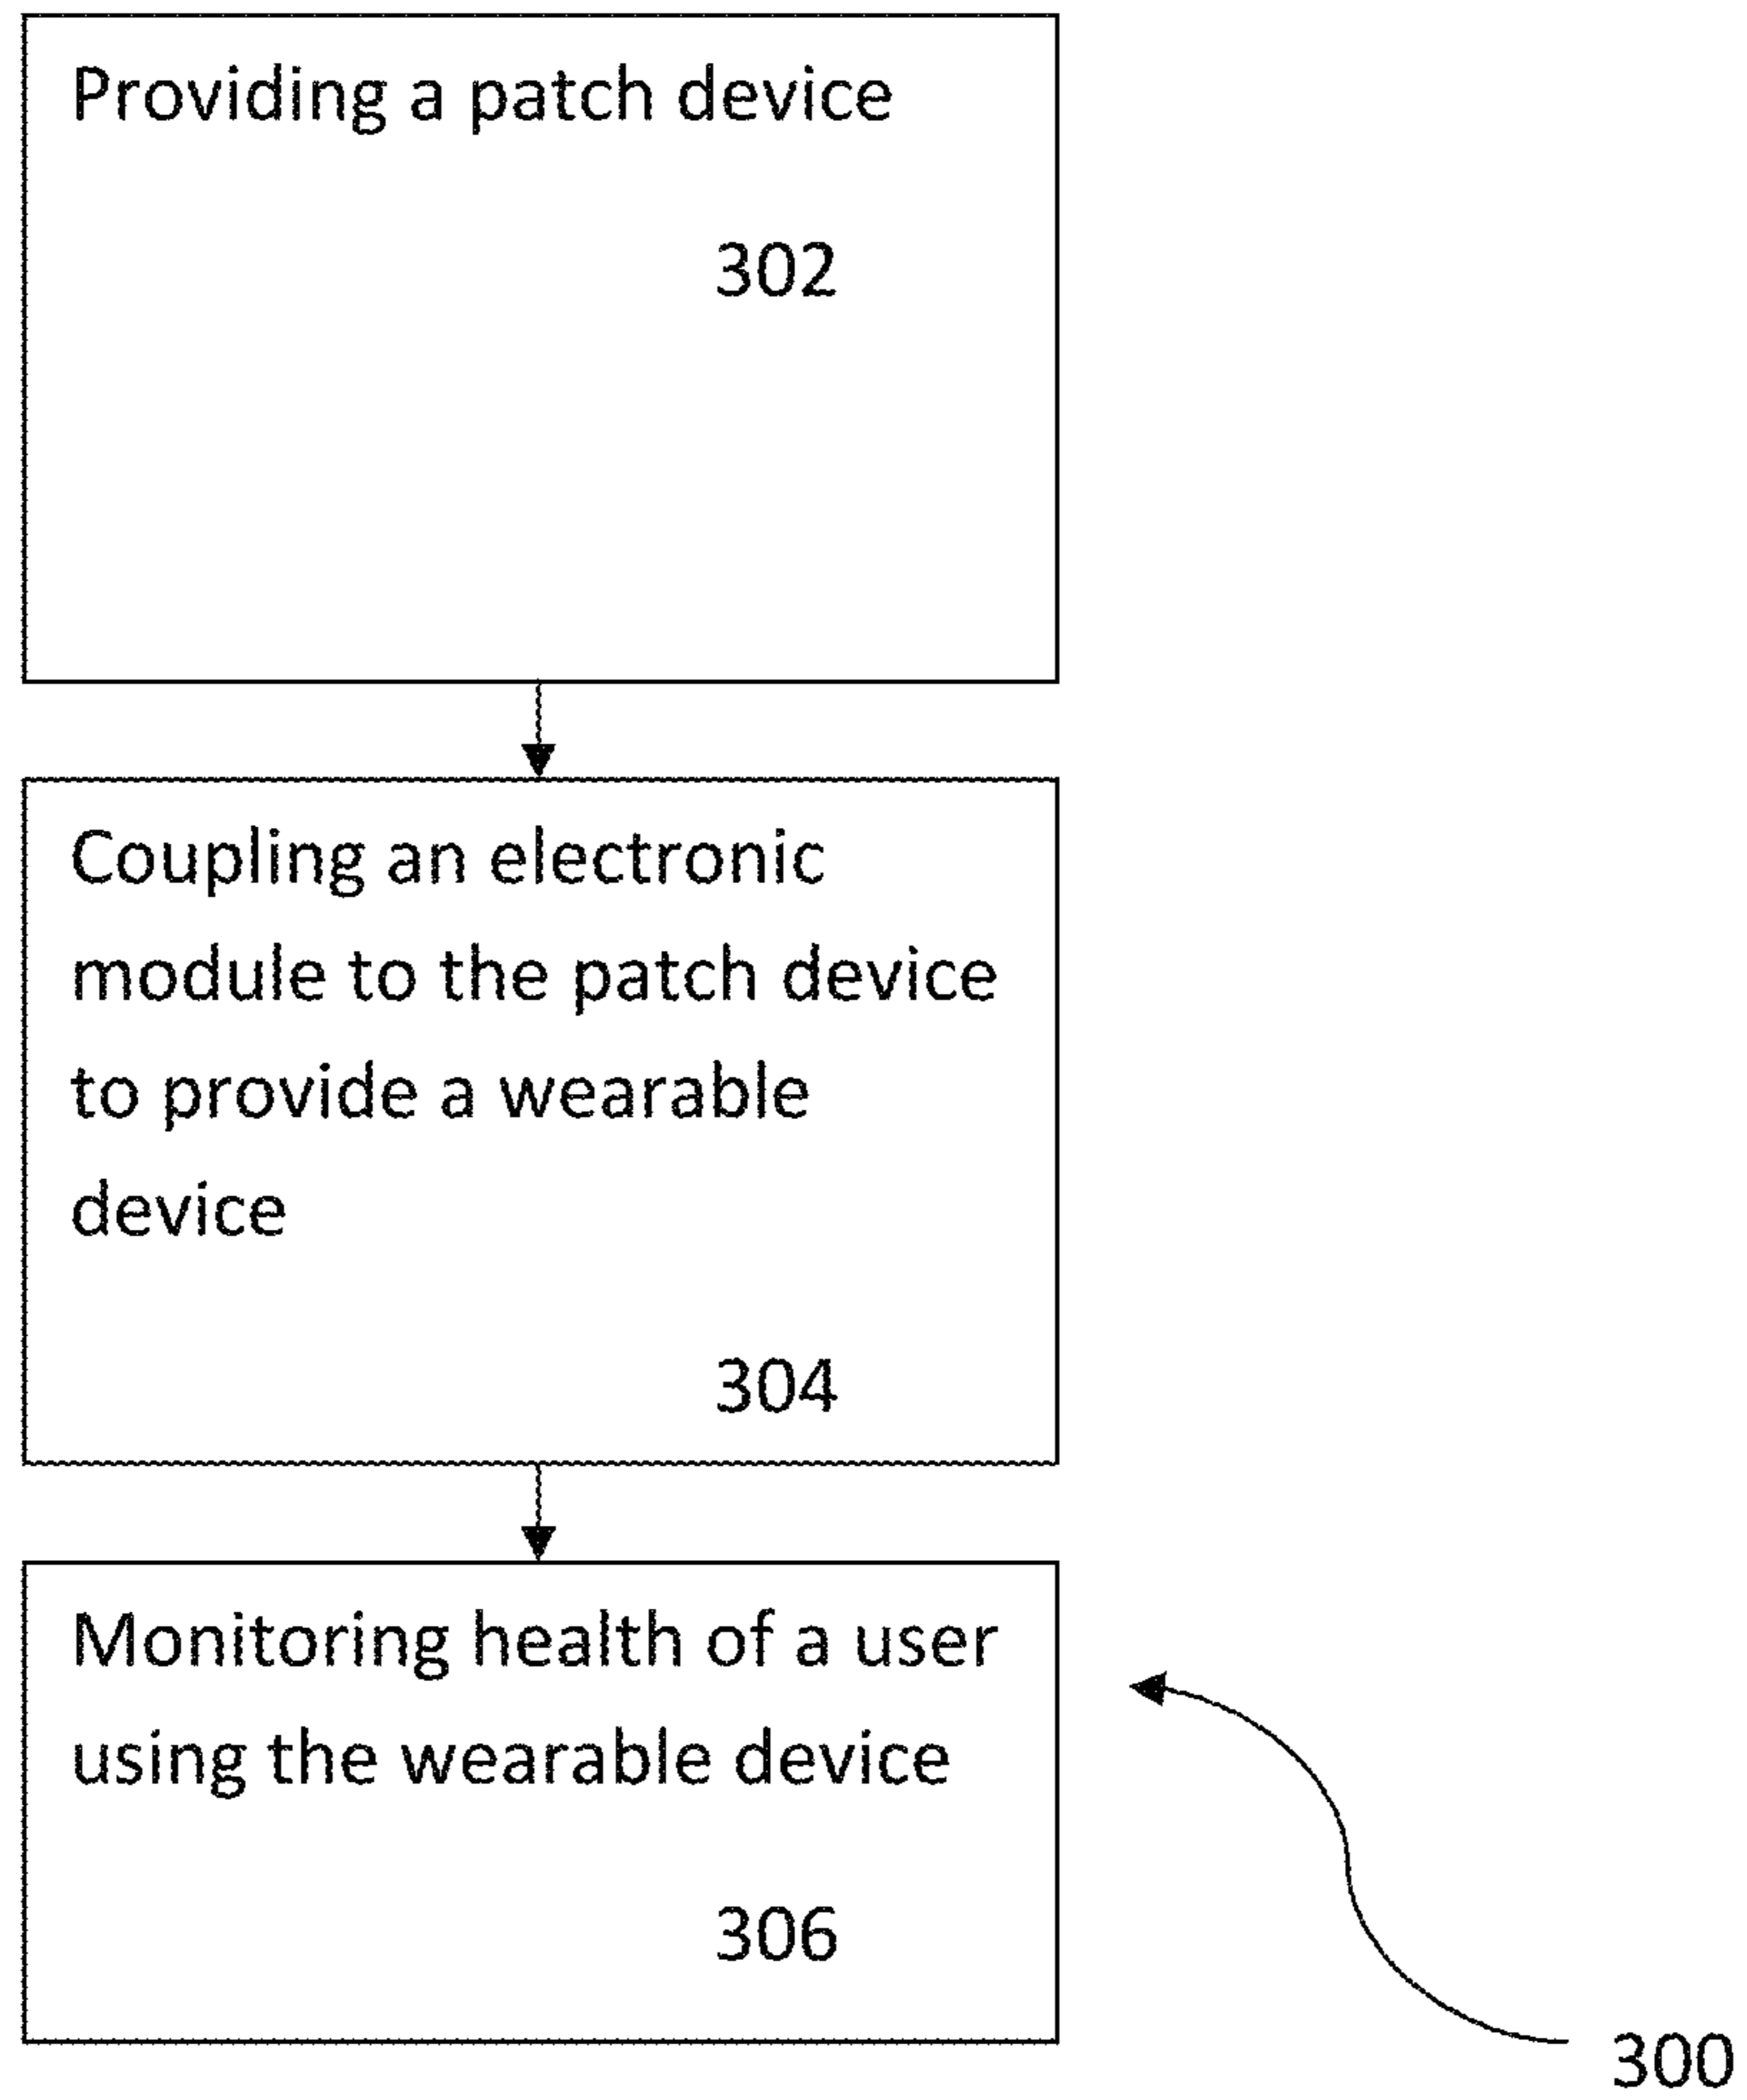 Providing a patch device
302
Coupling an electronic
module to the patch device
to provide a wearable
device
304
Monitoring health of a user
using the wearable device
306
300